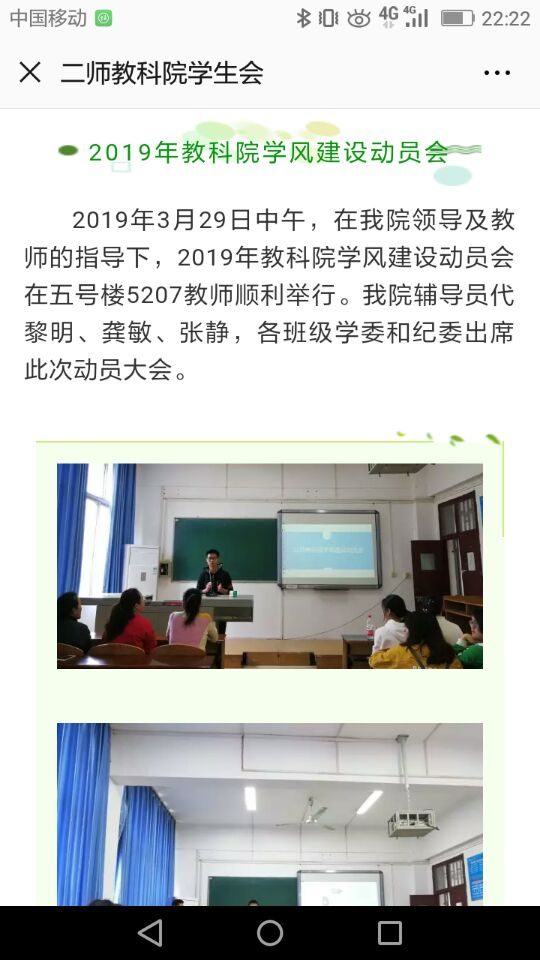 中国移动
4G
4G
22:22
二师教科院学生会
2019年教科院学风建设动员会
2019年3月29日中午，在我院领导及教
师的指导下，2019年教科院学风建设动员会
在五号楼5207教师顺利举行。我院辅导员代
黎明、龚敏、张静，各班级学委和纪委出席
此次动员大会。